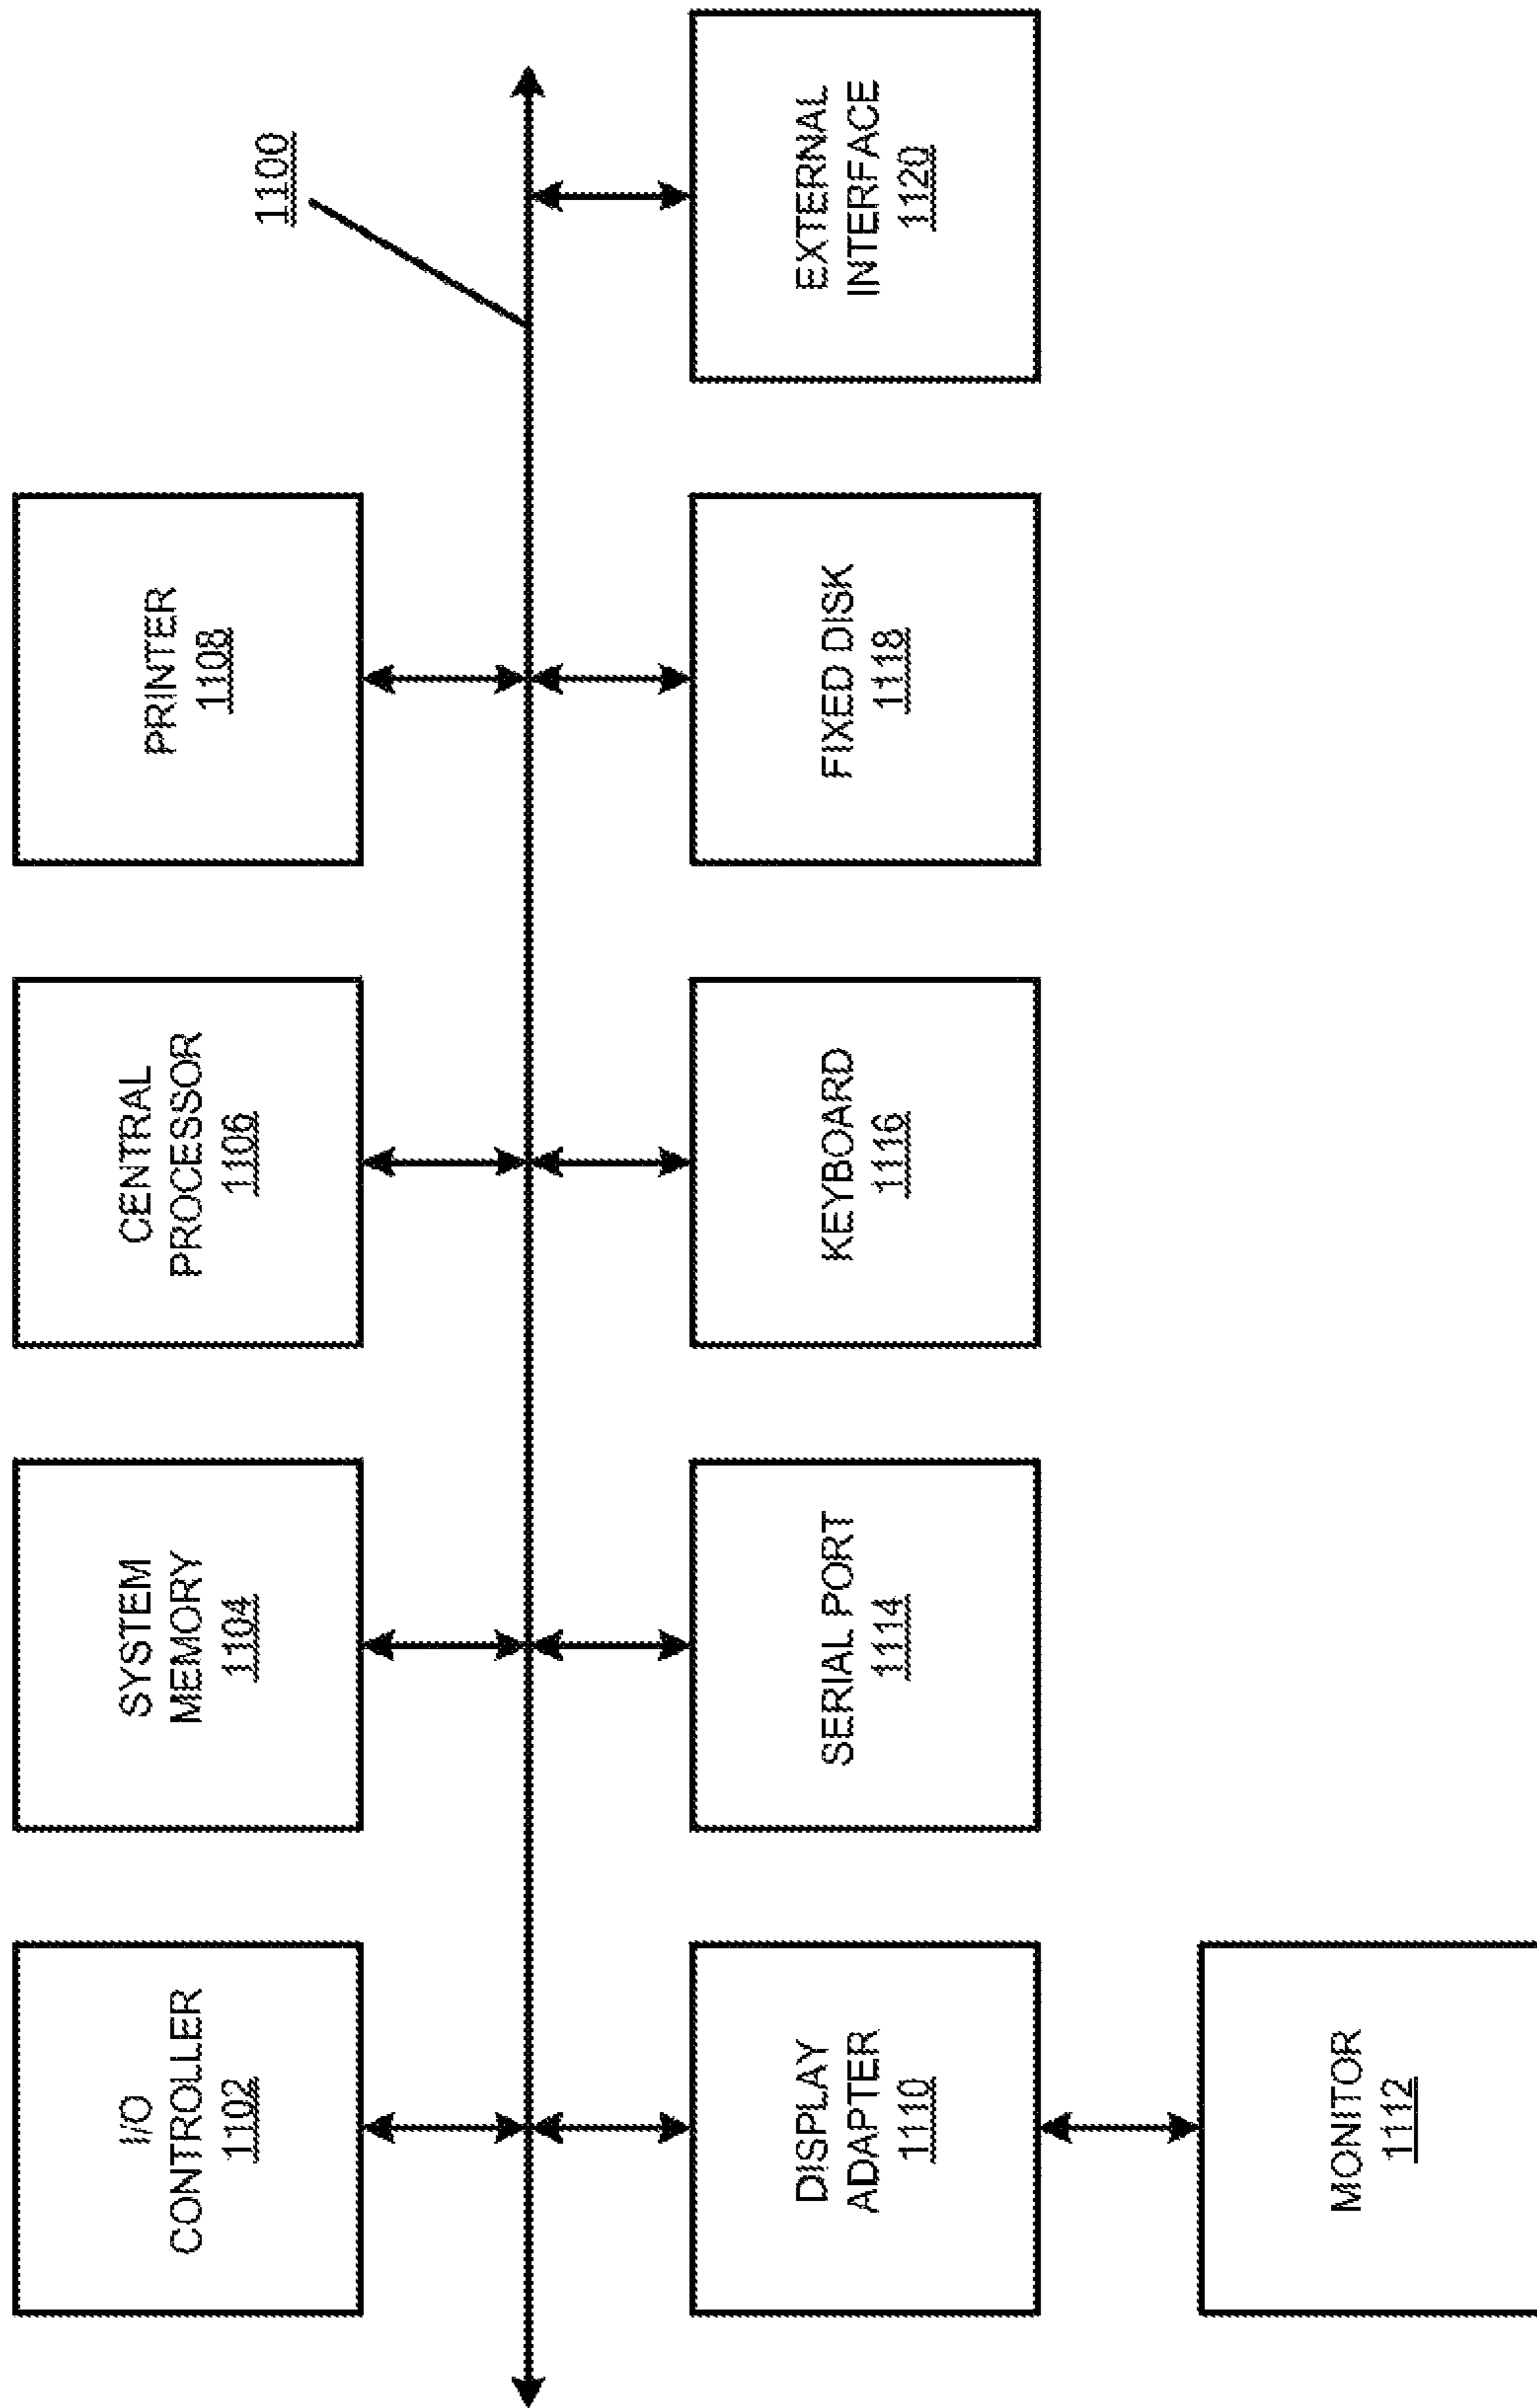 1100
I/O
CONTROLLER
1102
SYSTEM
MEMORY
1104
CENTRAL
PROCESSOR
1106
PRINTER
1108
DISPLAY
ADAPTER
1110
SERIAL PORT
1114
KEYBOARD
1116
FIXED DISK
1118
EXTERNAL
INTERFACE
1120
MONITOR
1112